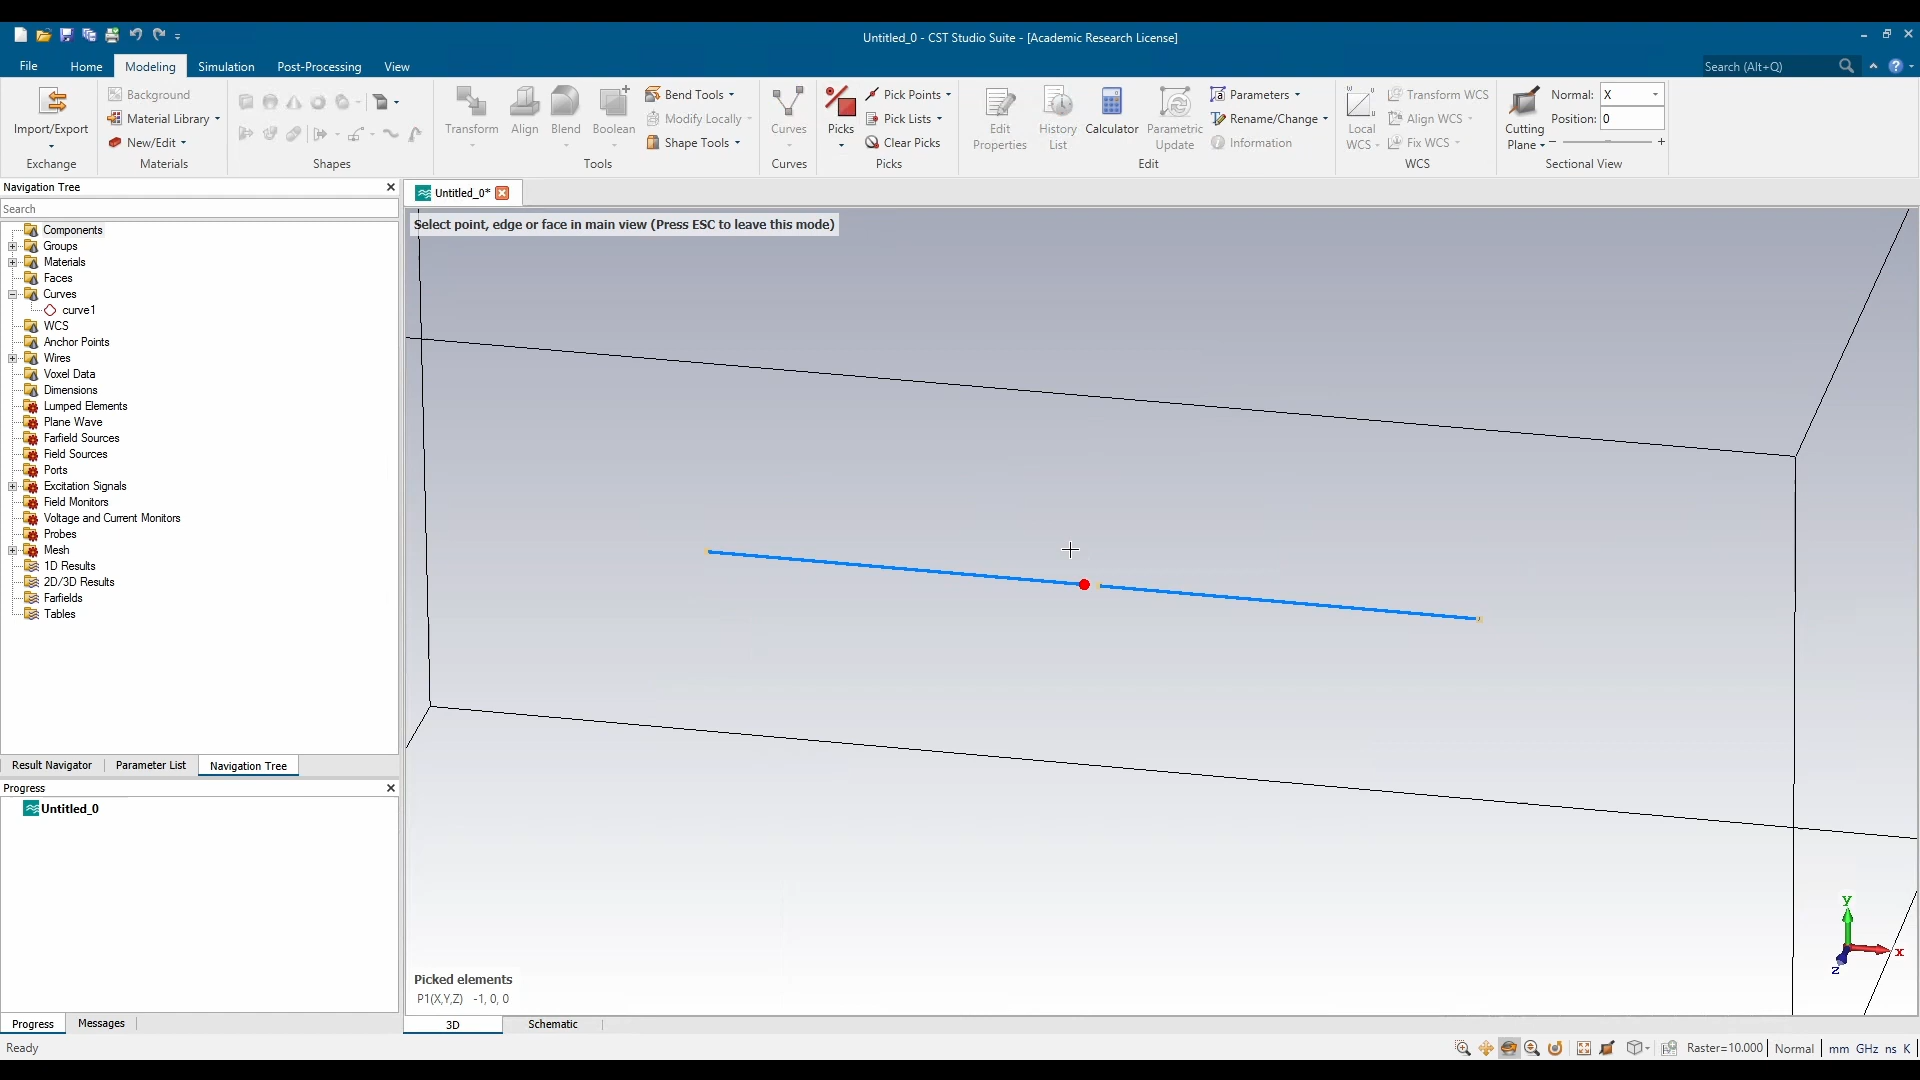 Untitled_0 - CST Studio Suite - [Academic Research License]
File
Home
Modeling
Simulation
Post-Processing
View
Search (Alt+Q)
Import/Export
Exchange
Background
Material Library
New/Edit
Materials
Shapes
Transform
Align
Blend
Boolean
Bend Tools
Modify Locally
Shape Tools
Tools
Curves
Curves
Picks
Pick Points
Pick Lists
Clear Picks
Picks
Edit
Properties
History
List
Calculator
Parametric
Update
Parameters
Rename/Change
Information
Edit
Local
WCS
Transform WCS
Align WCS
Fix WCS
WCS
Cutting
Plane
Normal: X
Position: 0
Sectional View
Navigation Tree
Search
Components
Groups
Materials
Faces
Curves
curve1
WCS
Anchor Points
Wires
Voxel Data
Dimensions
Lumped Elements
Plane Wave
Farfield Sources
Field Sources
Ports
Excitation Signals
Field Monitors
Voltage and Current Monitors
Probes
Mesh
1D Results
2D/3D Results
Farfields
Tables
Result Navigator
Parameter List
Navigation Tree
Progress
Untitled_0
Progress
Messages
Untitled_0*
Select point, edge or face in main view (Press ESC to leave this mode)
y
x
z
Picked elements
P1(X,Y,Z) -1, 0, 0
3D
Schematic
Ready
Raster=10.000
Normal
mm GHz ns K